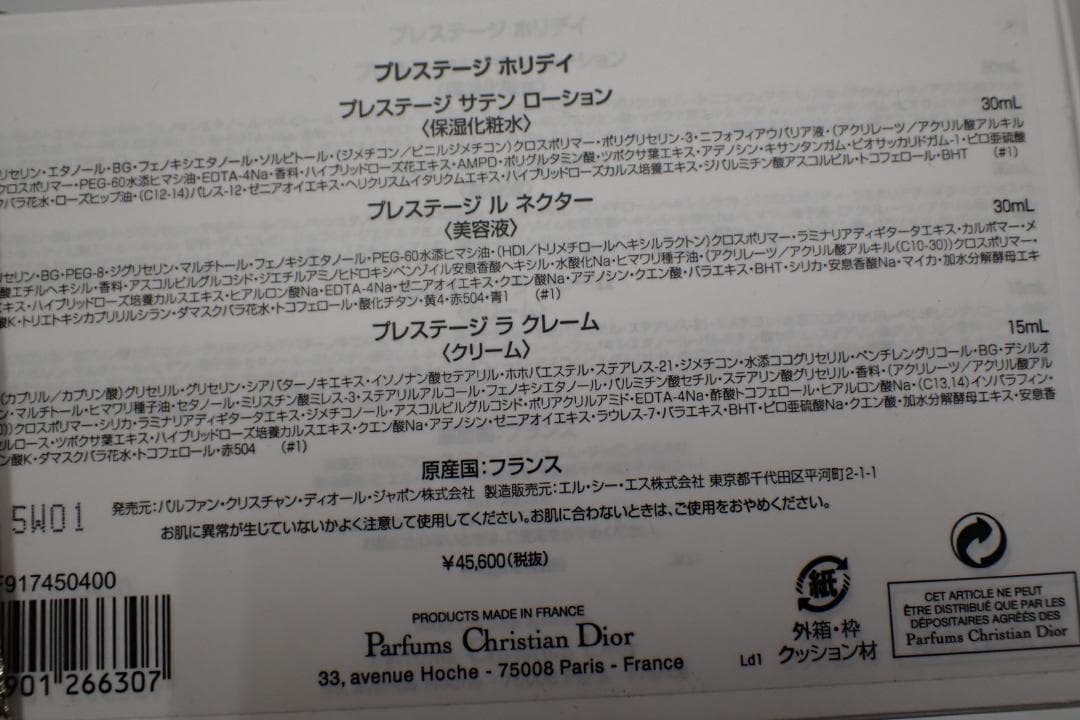 プレステージ ホリデイ
プレステージ サテン ローション
〈保湿化粧水〉
30mL
リセリン・エタノール・BG・フェノキシエタノール・ソルビトール・(ジメチコン/ビニルジメチコン)クロスポリマー・ポリグリセリン-3・ニフォフィアウバリア液・(アクリレーツ/アクリル酸アルキル
クロスポリマー・PEG-60水添ヒマシ油・EDTA-4Na・香料・ハイブリッドローズ花エキス・AMPD・ポリグルタミン酸・ツボクサ葉エキス・アデノシン・キサンタンガム・ビオサッカリドガム-1・ピロ亜硫酸
クバラ花水・ローズヒップ油・(C12-14)パレス-12・ゼニアオイエキス・ヘリクリスムイタリクムエキス・ハイブリッドローズカルス培養エキス・ジパルミチン酸アスコルビル・トコフェロール・BHT (#1)
プレステージ ル ネクター
〈美容液〉
30mL
リセリン・BG・PEG-8・ジグリセリン・マルチトール・フェノキシエタノール・PEG-60水添ヒマシ油・(HDI/トリメチロールヘキシルラクトン)クロスポリマー・ラミナリアディギタータエキス・カルボマー・メ
酸エチルヘキシル・香料・アスコルビルグルコシド・ジエチルアミノヒドロキシベンゾイル安息香酸ヘキシル・水酸化Na・ヒマワリ種子油・(アクリレーツ/アクリル酸アルキル(C10-30))クロスポリマー・
キス・ハイブリッドローズ培養カルスエキス・ヒアルロン酸Na・EDTA-4Na・ゼニアオイエキス・クエン酸Na・アデノシン・クエン酸・バラエキス・BHT・シリカ・安息香酸Na・マイカ・加水分解酵母エキ
酸K・トリエトキシカプリリルシラン・ダマスクバラ花水・トコフェロール・酸化チタン・黄4・赤504・青1 (#1)
プレステージ ラ クレーム
〈クリーム〉
15mL
(カプリル/カプリン酸)グリセリル・グリセリン・シアバターノキエキス・イソノナン酸セテアリル・ホホバエステル・ステアレス-21・ジメチコン・水添ココグリセリル・ペンチレングリコール・BG・デシルオ
ン・マルチトール・ヒマワリ種子油・セタノール・ミリスチン酸ミレス-3・ステアリルアルコール・フェノキシエタノール・パルミチン酸セチル・ステアリン酸グリセリル・香料・(アクリレーツ/アクリル酸アル
))クロスポリマー・シリカ・ラミナリアディギタータエキス・ジメチコノール・アスコルビルグルコシド・ポリアクリルアミド・EDTA-4Na・酢酸トコフェロール・ヒアルロン酸Na・(C13,14)イソパラフィン・
ルロース・ツボクサ葉エキス・ハイブリッドローズ培養カルスエキス・クエン酸Na・アデノシン・ゼニアオイエキス・ラウレス-7・バラエキス・BHT・ピロ亜硫酸Na・クエン酸・加水分解酵母エキス・安息香
ン酸K・ダマスクバラ花水・トコフェロール・赤504 (#1)
原産国:フランス
5W01
発売元:パルファン・クリスチャン・ディオール・ジャポン株式会社 製造販売元:エル・シー・エス株式会社 東京都千代田区平河町2-1-1
お肌に異常が生じていないかよく注意して使用してください。お肌に合わないときは、ご使用をおやめください。
¥45,600(税抜)
F917450400
901 266307
PRODUCTS MADE IN FRANCE
Parfums Christian Dior
33, avenue Hoche - 75008 Paris - France
Ld1
紙
外箱・枠
クッション材
CET ARTICLE NE PEUT
ÊTRE DISTRIBUÉ QUE PAR LES
DÉPOSITAIRES AGRÉÉS DES
Parfums Christian Dior